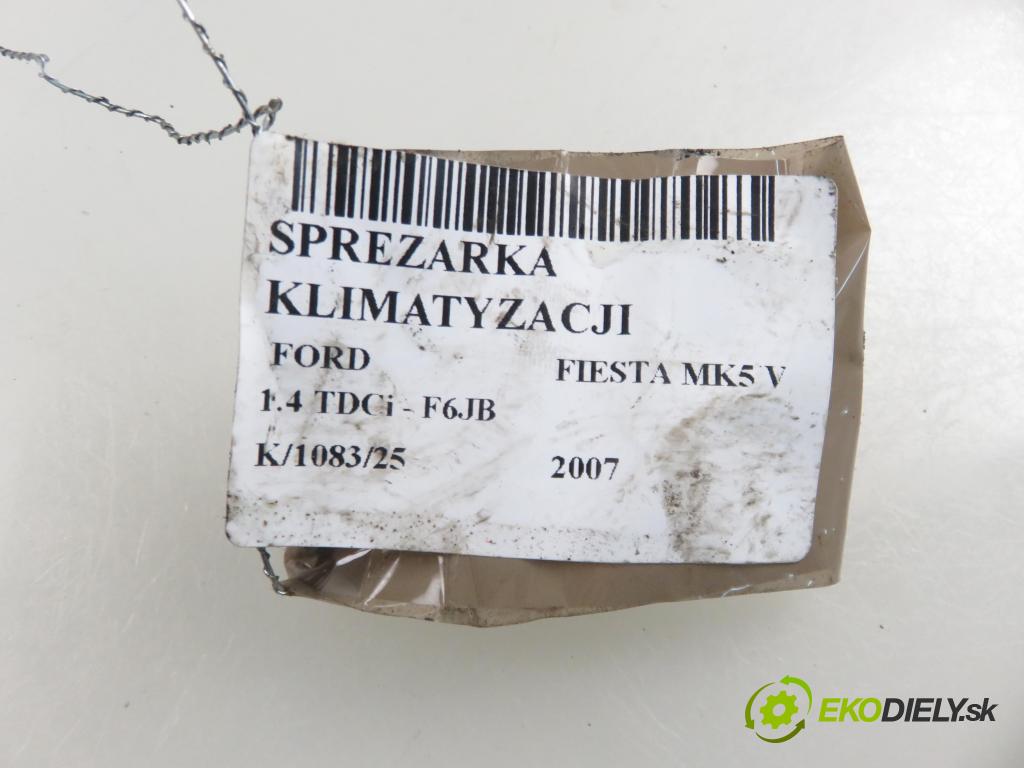 SPREZARKA
KLIMATYZACJI
FORD FIESTA MK5 V
1.4 TDCi - F6JB
K/1083/25 2007
EKODIELY.sk